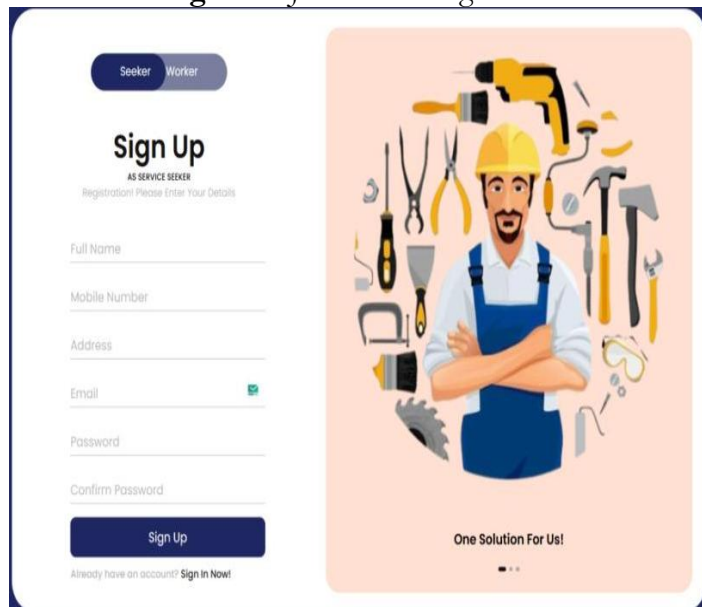 Seeker Worker
Sign Up
AS SERVICE SEEKER
Registration! Please Enter Your Details
Full Name
Mobile Number
Address
Email
Password
Confirm Password
Sign Up
Already have an account? Sign In Now!
One Solution For Us!